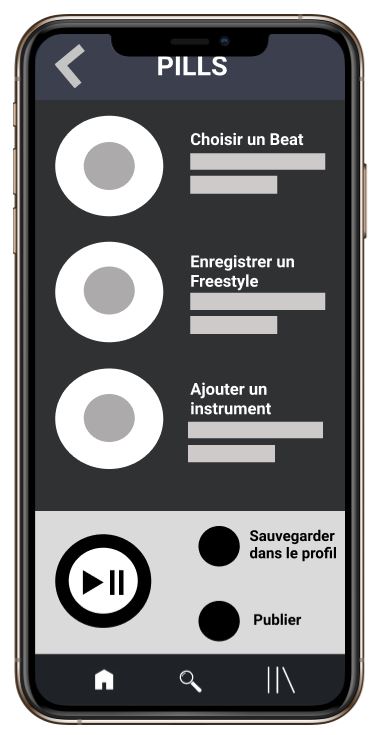 PILLS
Choisir un Beat
Enregistrer un
Freestyle
Ajouter un
instrument
Sauvegarder
dans le profil
Publier